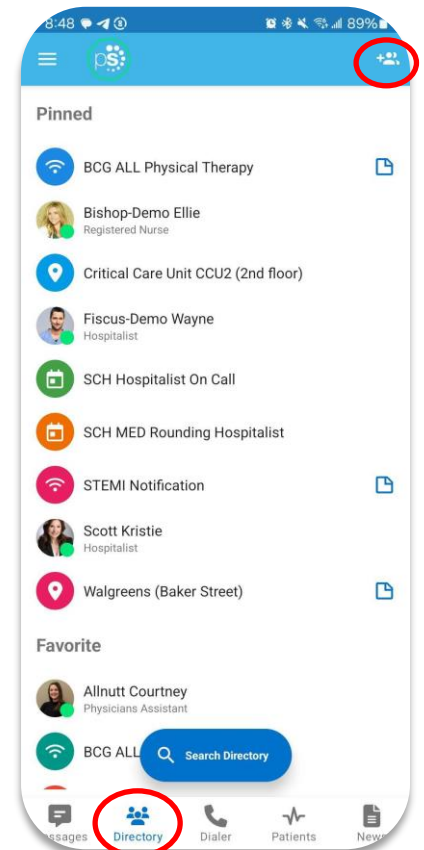 8:48
89%
ps
Pinned
BCG ALL Physical Therapy
Bishop-Demo Ellie
Registered Nurse
Critical Care Unit CCU2 (2nd floor)
Fiscus-Demo Wayne
Hospitalist
SCH Hospitalist On Call
SCH MED Rounding Hospitalist
STEMI Notification
Scott Kristie
Hospitalist
Walgreens (Baker Street)
Favorite
Allnutt Courtney
Physicians Assistant
BCG ALL
Search Directory
ssages Directory Dialer Patients New